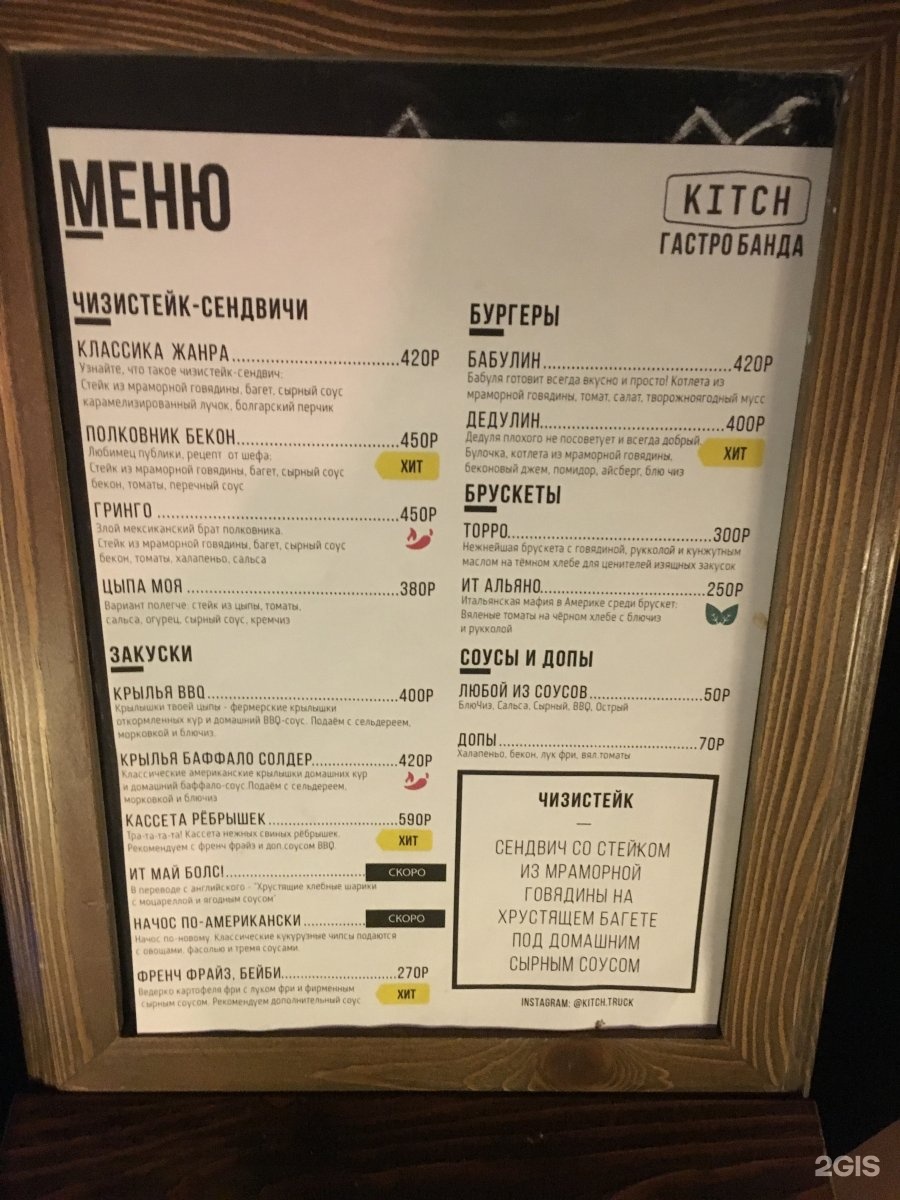 МЕНЮ
KITCH
ГАСТРО БАНДА
ЧИЗИСТЕЙК-СЕНДВИЧИ
КЛАССИКА ЖАНРА..........420Р
Узнайте, что такое чизистейк-сендвич:
Стейк из мраморной говядины, багет, сырный соус
карамелизированный лучок, болгарский перчик
ПОЛКОВНИК БЕКОН..........450Р
Любимец публики, рецепт от шефа:
ХИТ
Стейк из мраморной говядины, багет, сырный соус
бекон, томаты, перечный соус
ГРИНГО..........450Р
Злой мексиканский брат полковника.
Стейк из мраморной говядины, багет, сырный соус
бекон, томаты, халапеньо, сальса
ЦЫПА МОЯ..........380Р
Вариант полегче: стейк из цыпы, томаты,
сальса, огурец, сырный соус, кремчиз
ЗАКУСКИ
КРЫЛЬЯ BBQ..........400Р
Крылышки твоей цыпы - фермерские крылышки
откормленных кур и домашний BBQ-соус. Подаём с сельдереем,
морковкой и блючиз.
КРЫЛЬЯ БАФФАЛО СОЛДЕР..........420Р
Классические американские крылышки домашних кур
и домашний баффало-соус.Подаём с сельдереем,
морковкой и блючиз
КАССЕТА РЁБРЫШЕК..........590Р
Тра-та-та-та! Кассета нежных свиных рёбрышек.
Рекомендуем с френч фрайз и доп.соусом BBQ.
ХИТ
ИТ МАЙ БОЛС!..........СКОРО
В переводе с английского - "Хрустящие хлебные шарики
с моцареллой и ягодным соусом"
НАЧОС ПО-АМЕРИКАНСКИ..........СКОРО
Начос по-новому. Классические кукурузные чипсы подаются
с овощами, фасолью и тремя соусами.
ФРЕНЧ ФРАЙЗ, БЕЙБИ..........270Р
Ведерко картофеля фри с луком фри и фирменным
сырным соусом. Рекомендуем дополнительный соус
ХИТ
БУРГЕРЫ
БАБУЛИН..........420Р
Бабуля готовит всегда вкусно и просто! Котлета из
мраморной говядины, томат, салат, творожноягодный мусс
ДЕДУЛИН..........400Р
Дедуля плохого не посоветует и всегда добрый.
Булочка, котлета из мраморной говядины,
ХИТ
беконовый джем, помидор, айсберг, блю чиз
БРУСКЕТЫ
ТОРРО..........300Р
Нежнейшая брускета с говядиной, рукколой и кунжутным
маслом на тёмном хлебе для ценителей изящных закусок
ИТ АЛЬЯНО..........250Р
Итальянская мафия в Америке среди брускет:
Вяленые томаты на чёрном хлебе с блючиз
и рукколой
СОУСЫ И ДОПЫ
ЛЮБОЙ ИЗ СОУСОВ..........50Р
БлюЧиз, Сальса, Сырный, BBQ, Острый
ДОПЫ..........70Р
Халапеньо, бекон, лук фри, вял.томаты
ЧИЗИСТЕЙК
—
СЕНДВИЧ СО СТЕЙКОМ
ИЗ МРАМОРНОЙ
ГОВЯДИНЫ НА
ХРУСТЯЩЕМ БАГЕТЕ
ПОД ДОМАШНИМ
СЫРНЫМ СОУСОМ
INSTAGRAM: @KITCH.TRUCK
2GIS